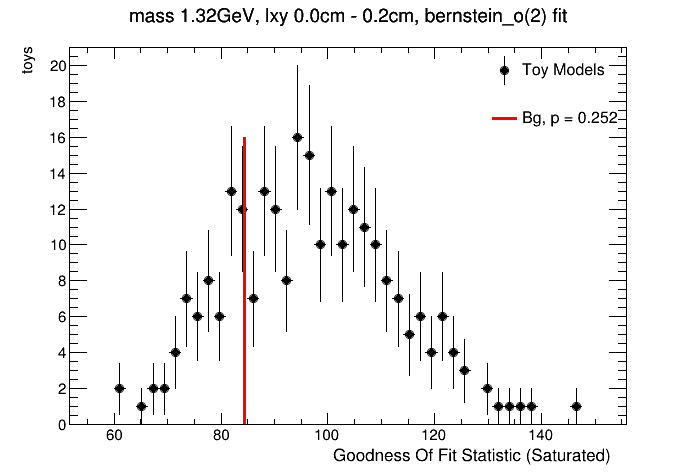 mass 1.32GeV, lxy 0.0cm - 0.2cm, bernstein_o(2) fit
toys
20
18
16
14
12
10
8
6
4
2
0
Toy Models
Bg, p = 0.252
60 80 100 120 140
Goodness Of Fit Statistic (Saturated)